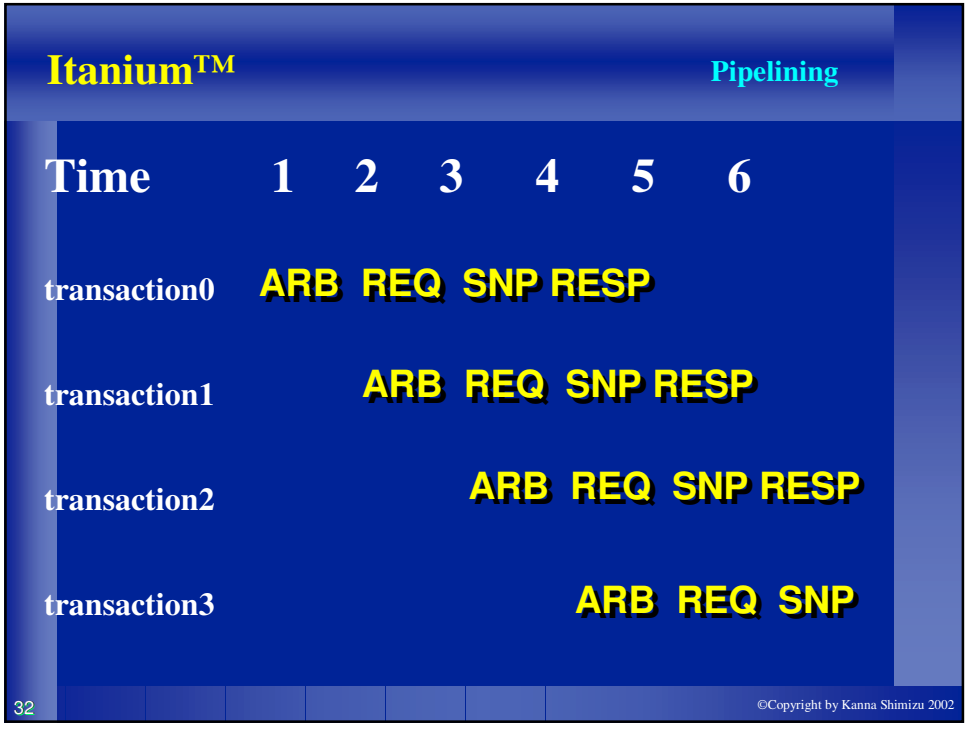 Itanium™
Pipelining
Time 1 2 3 4 5 6
transaction0 ARB REQ SNP RESP
transaction1 ARB REQ SNP RESP
transaction2 ARB REQ SNP RESP
transaction3 ARB REQ SNP
32
©Copyright by Kanna Shimizu 2002